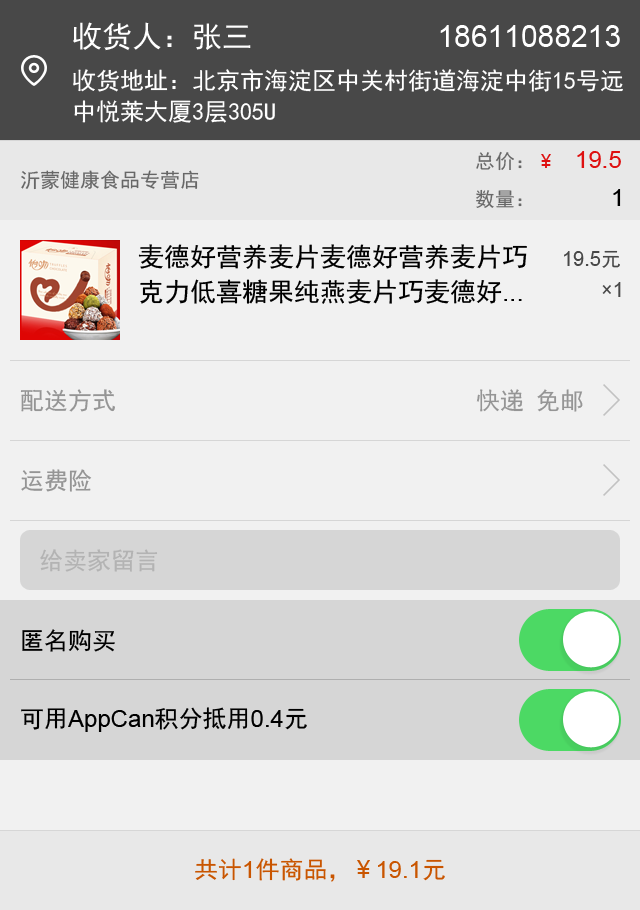 收货人：张三 18611088213
收货地址：北京市海淀区中关村街道海淀中街15号远
中悦莱大厦3层305U
沂蒙健康食品专营店
总价：¥ 19.5
数量： 1
麦德好营养麦片麦德好营养麦片巧 19.5元
克力低喜糖果纯燕麦片巧麦德好... ×1
配送方式 快递 免邮
运费险
给卖家留言
匿名购买
可用AppCan积分抵用0.4元
共计1件商品，¥19.1元